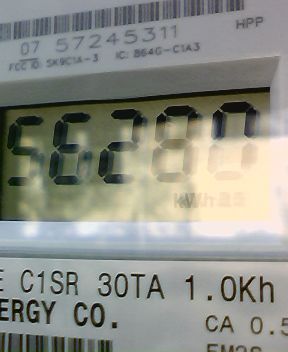 HPP
07 57245311
FCC ID: SK9C1A-3 IC: 864G-C1A3
56280
kWh
E C1SR 30TA 1.0Kh
ERGY CO.
CA 0.5